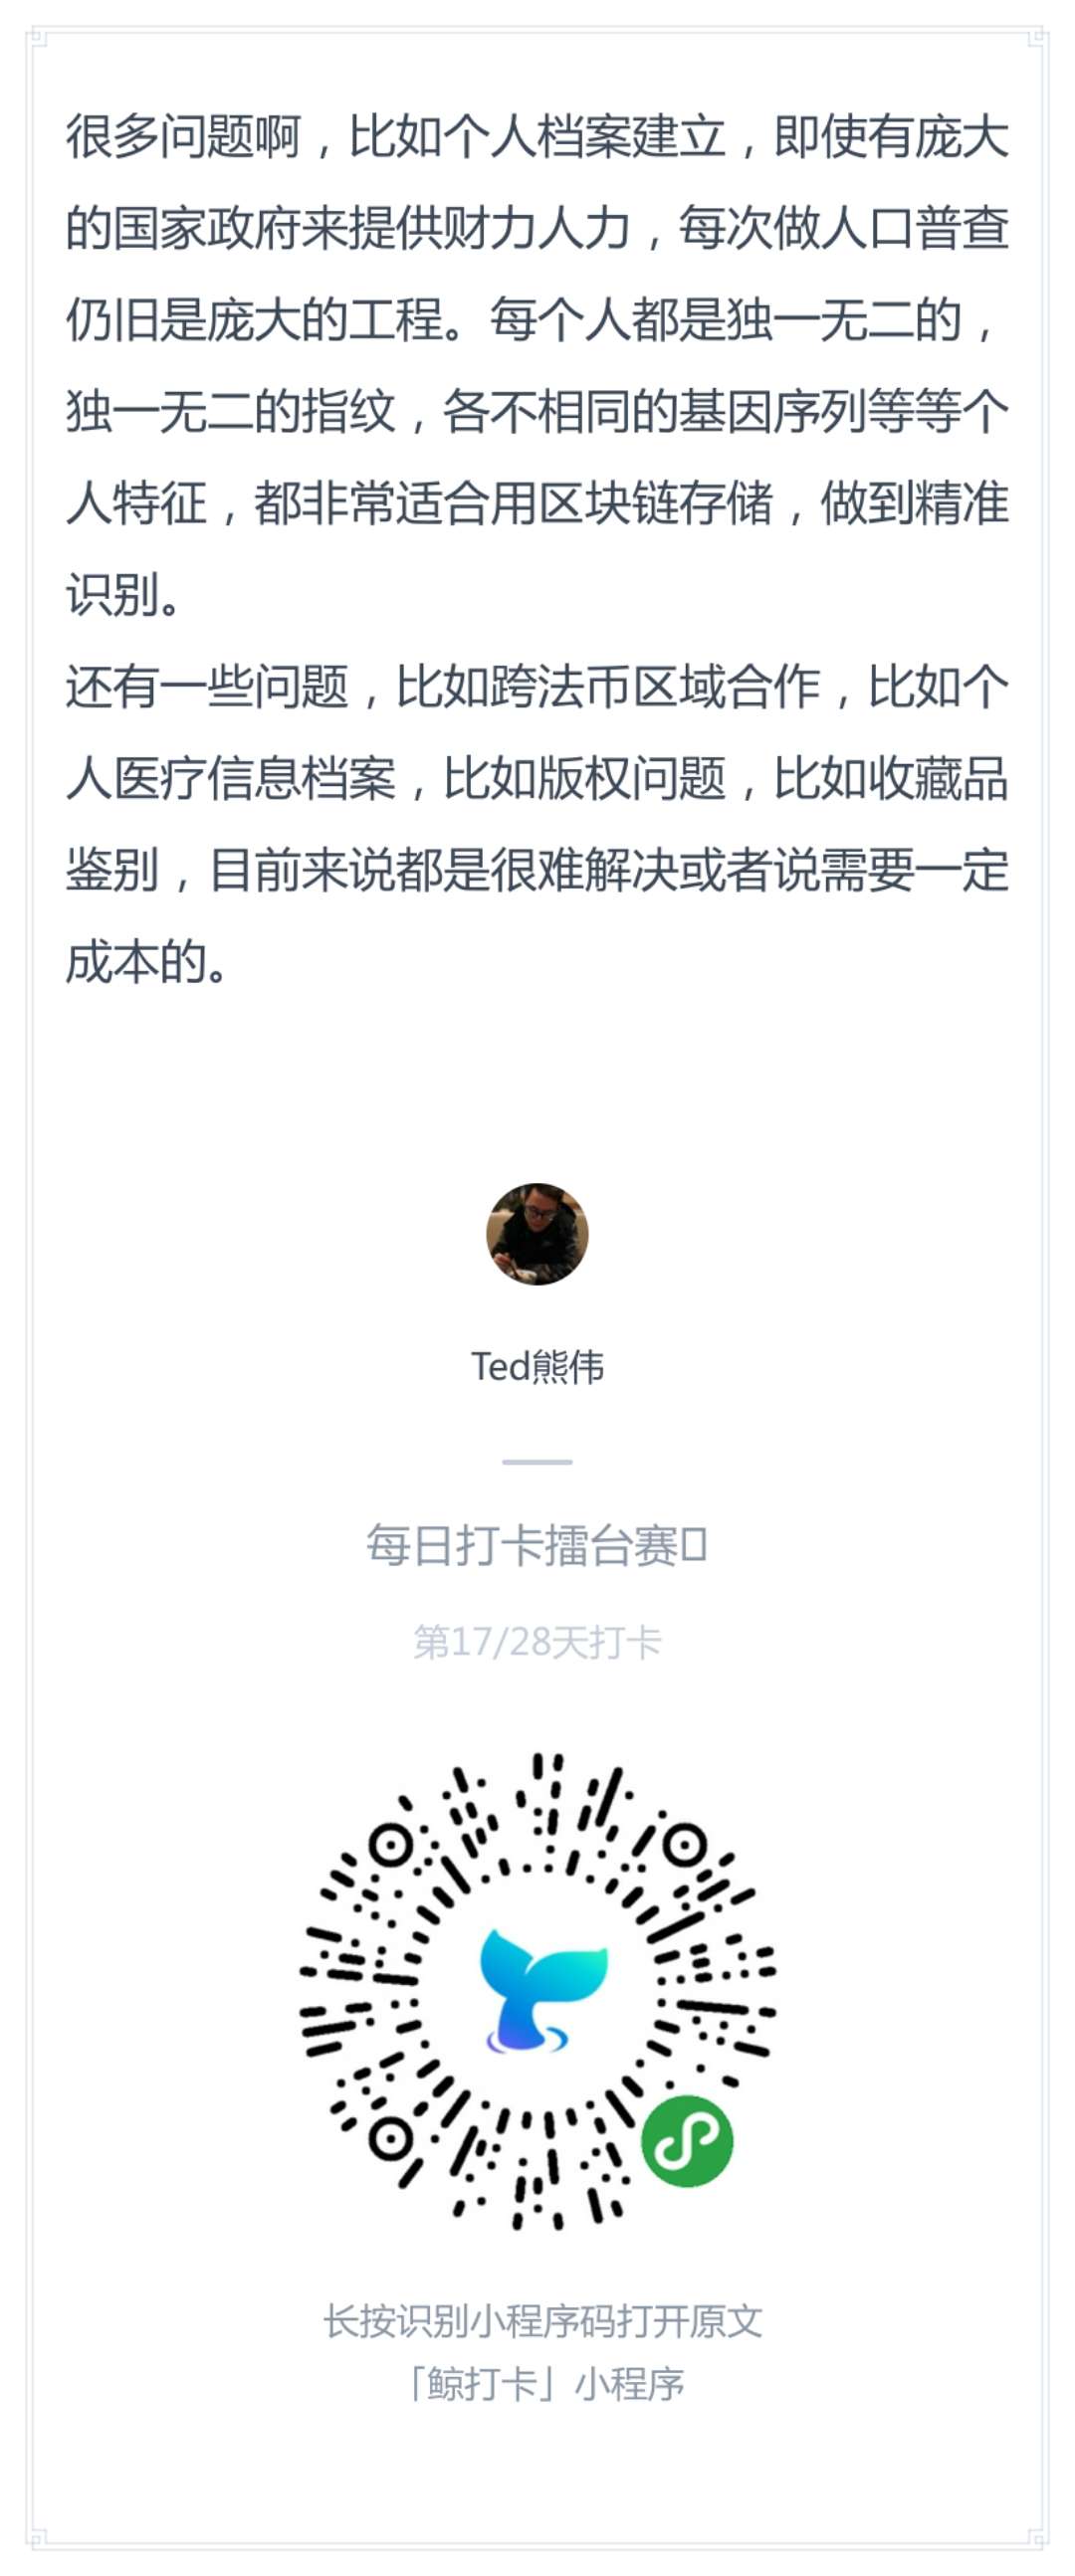 很多问题啊，比如个人档案建立，即使有庞大
的国家政府来提供财力人力，每次做人口普查
仍旧是庞大的工程。每个人都是独一无二的，
独一无二的指纹，各不相同的基因序列等等个
人特征，都非常适合用区块链存储，做到精准
识别。
还有一些问题，比如跨法币区域合作，比如个
人医疗信息档案，比如版权问题，比如收藏品
鉴别，目前来说都是很难解决或者说需要一定
成本的。
Ted熊伟
每日打卡擂台赛
第17/28天打卡
长按识别小程序码打开原文
「鲸打卡」小程序